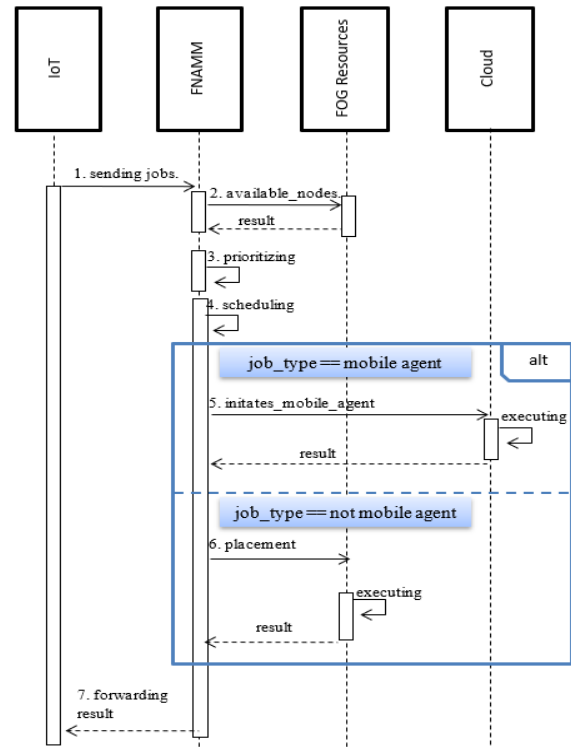 IoT
FNAMM
FOG Resources
Cloud
1. sending jobs.
2. available_nodes.
result
3. prioritizing
4. scheduling
job_type == mobile agent
alt
5. initates_mobile_agent
executing
result
job_type == not mobile agent
6. placement
executing
result
7. forwarding
result